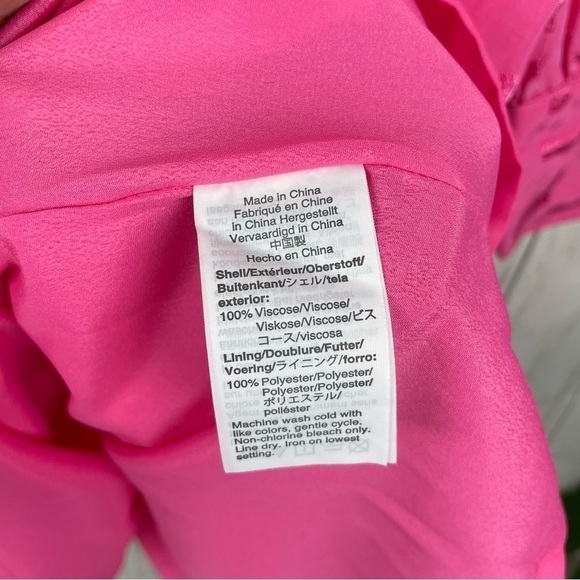 Made in China
Fabriqué en Chine
in China Hergestellt
Vervaardigd in China
中国製
Hecho en China
Shell/Extérieur/Oberstoff/
Buitenkant/シェル/tela
exterior:
100% Viscose/Viscose/
Viskose/Viscose/ビス
コース/viscosa
Lining/Doublure/Futter/
Voering/ライニング/forro:
100% Polyester/Polyester/
Polyester/Polyester/
ポリエステル/
poliéster
Machine wash cold with
like colors, gentle cycle.
Non-chlorine bleach only.
Line dry. Iron on lowest
setting.